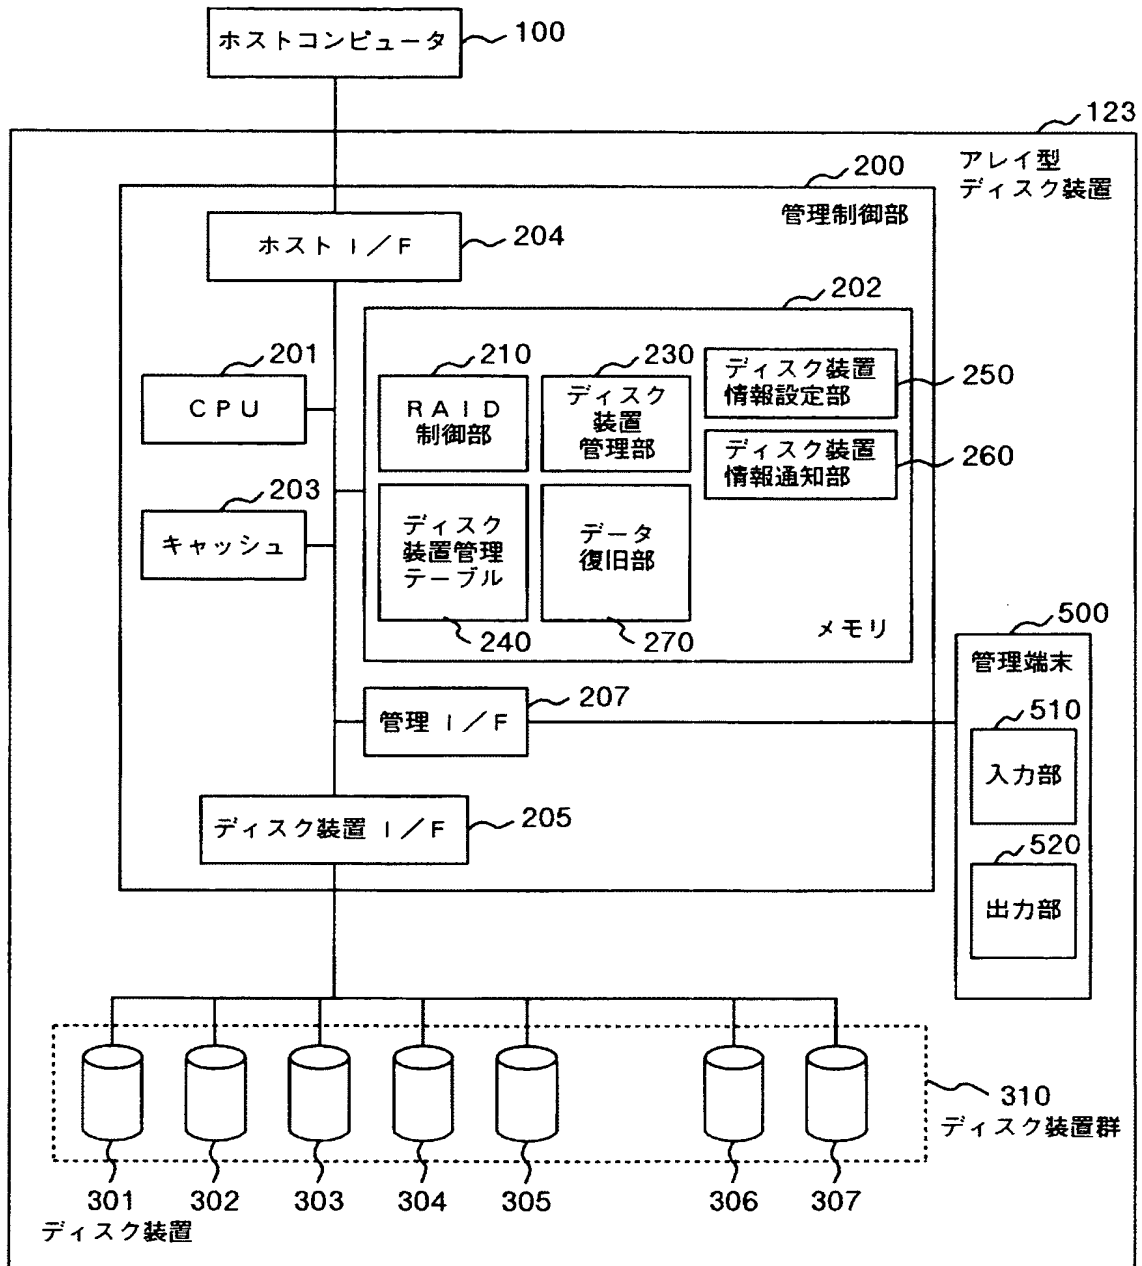 ホストコンピュータ
100
123
アレイ型
ディスク装置
200
管理制御部
ホスト I/F
204
202
201
CPU
210
RAID
制御部
230
ディスク
装置
管理部
ディスク装置
情報設定部
250
ディスク装置
情報通知部
260
203
キャッシュ
ディスク
装置管理
テーブル
240
データ
復旧部
270
メモリ
500
管理端末
207
管理 I/F
510
入力部
ディスク装置 I/F
205
520
出力部
310
ディスク装置群
301
302
303
304
305
306
307
ディスク装置